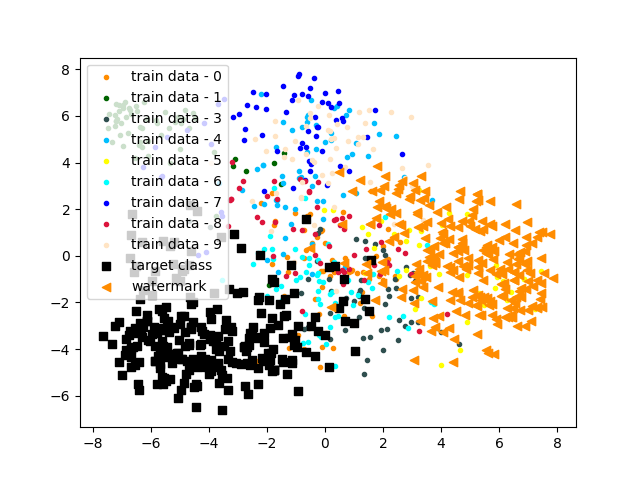 8
6
4
2
0
−2
−4
−6
train data - 0
train data - 1
train data - 3
train data - 4
train data - 5
train data - 6
train data - 7
train data - 8
train data - 9
target class
watermark
−8 −6 −4 −2 0 2 4 6 8